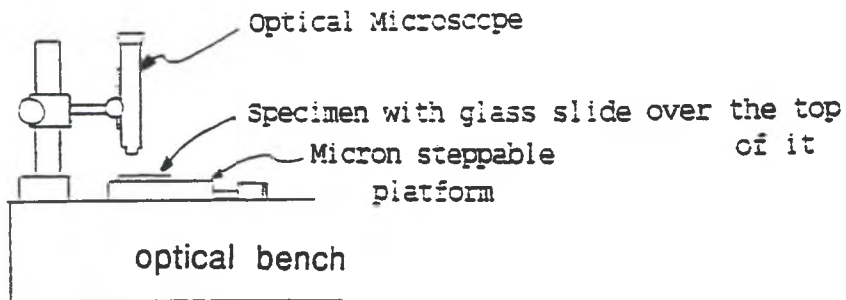 Optical Microscope
Specimen with glass slide over the top
of it
Micron steppable
platform
optical bench